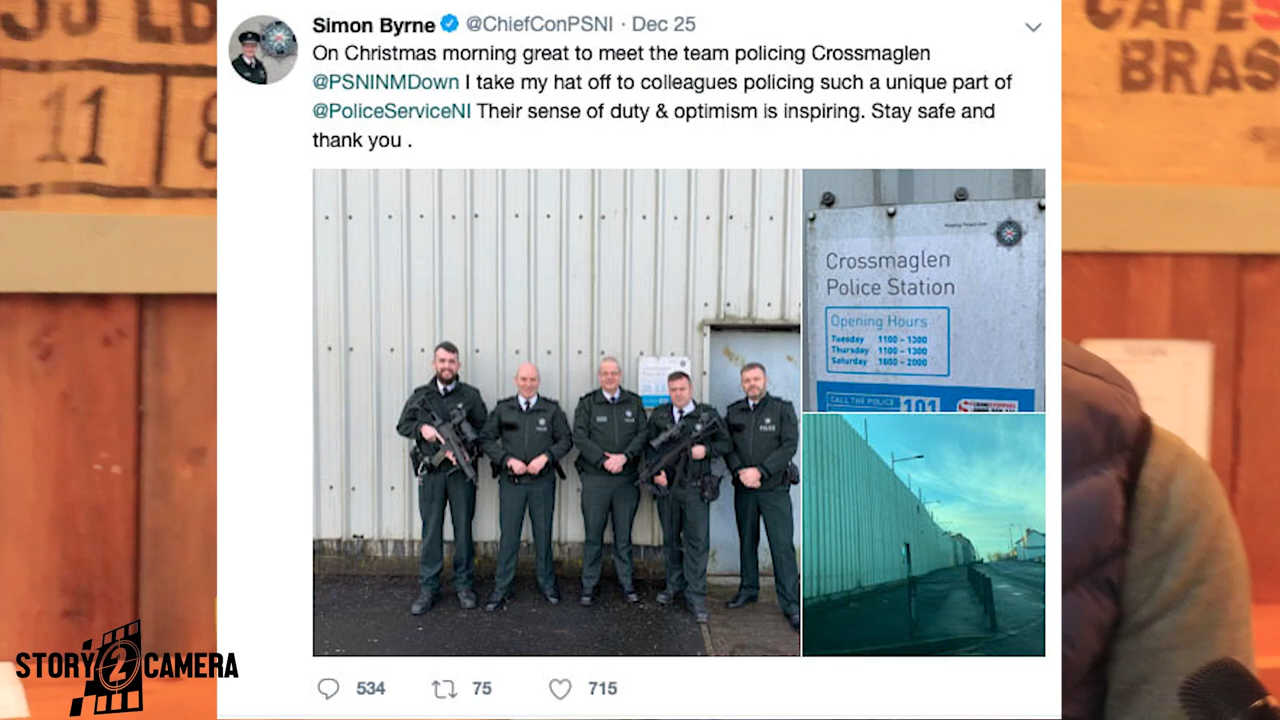 Simon Byrne @ChiefConPSNI · Dec 25
On Christmas morning great to meet the team policing Crossmaglen
@PSNINMDown I take my hat off to colleagues policing such a unique part of
@PoliceServiceNI Their sense of duty & optimism is inspiring. Stay safe and
thank you .
Crossmaglen
Police Station
Opening Hours
Tuesday 1100 - 1300
Thursday 1100 - 1300
Saturday 1800 - 2000
CALL THE POLICE 101
534 75 715
11
CAFE
BRAS
STORY 2 CAMERA